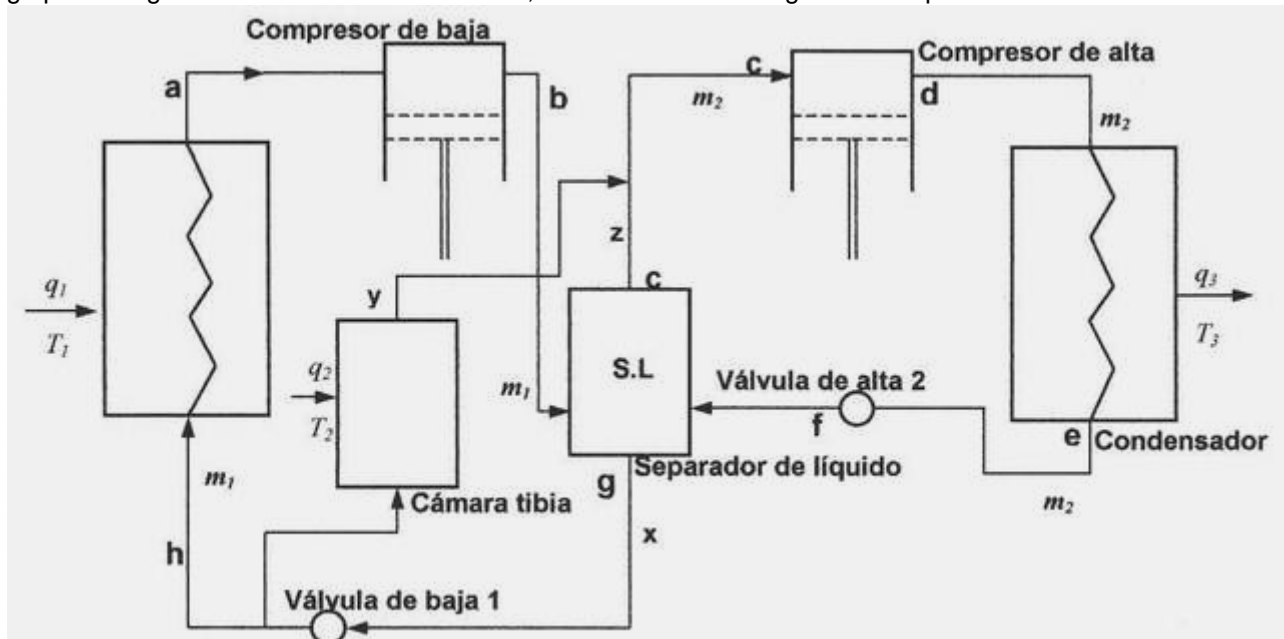 Compresor de baja
Compresor de alta
a
b
c
d
m₂
m₂
z
c
y
q₁
T₁
q₂
T₂
S.L
m₁
Válvula de alta 2
f
q₃
T₃
e Condensador
g Separador de líquido
m₁
Cámara tibia
m₂
x
h
Válvula de baja 1